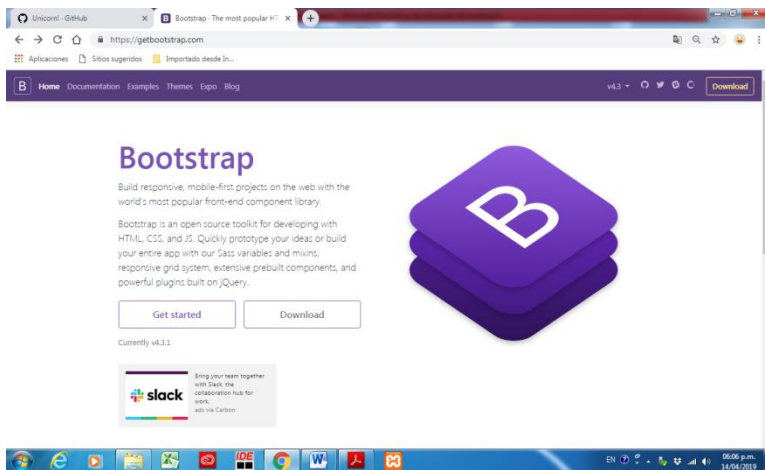 Unicorn! · GitHub
Bootstrap · The most popular HT
https://getbootstrap.com
Aplicaciones Sitios sugeridos Importado desde In...
B Home Documentation Examples Themes Expo Blog v4.3 Download
Bootstrap
Build responsive, mobile-first projects on the web with the
world's most popular front-end component library.
Bootstrap is an open source toolkit for developing with
HTML, CSS, and JS. Quickly prototype your ideas or build
your entire app with our Sass variables and mixins,
responsive grid system, extensive prebuilt components, and
powerful plugins built on jQuery.
Get started Download
Currently v4.3.1
B
slack
Bring your team together
with Slack, the
collaboration hub for
work.
ads via Carbon
IDE
EN
06:06 p.m.
14/04/2019